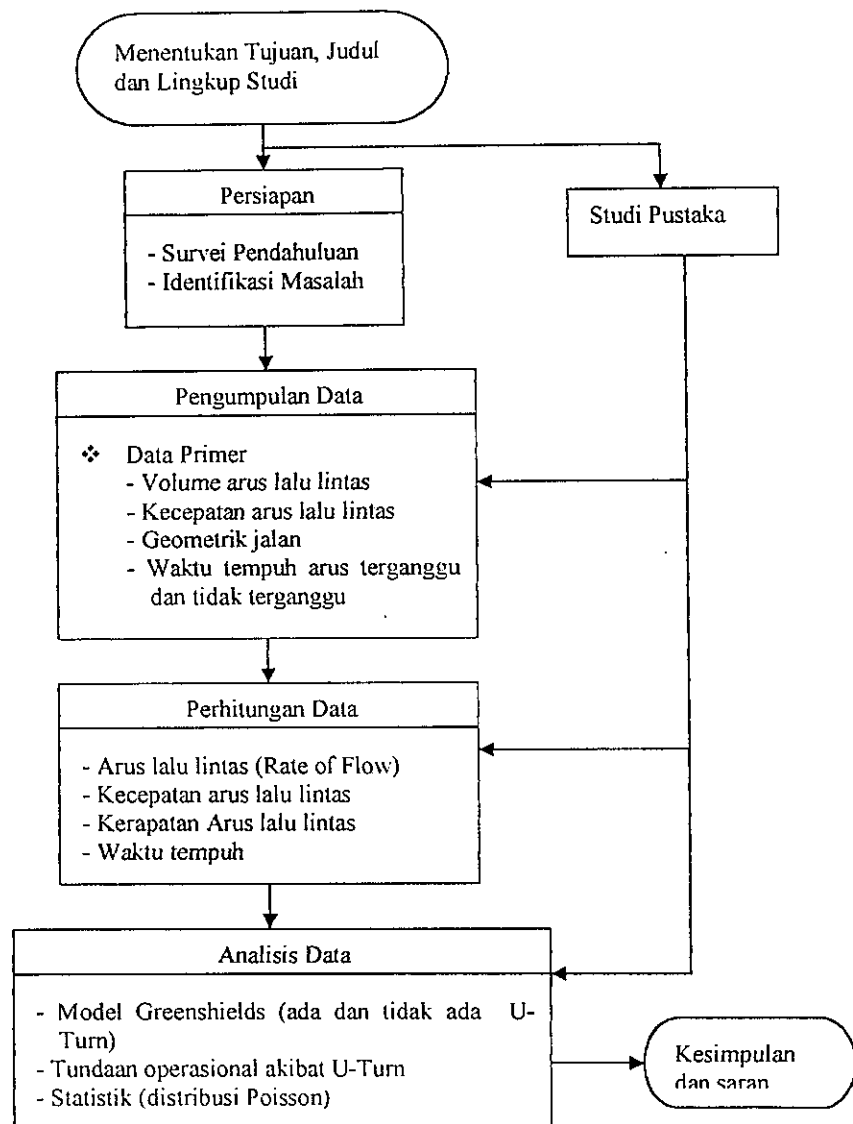 Menentukan Tujuan, Judul
dan Lingkup Studi
Persiapan
- Survei Pendahuluan
- Identifikasi Masalah
Studi Pustaka
Pengumpulan Data
❖ Data Primer
- Volume arus lalu lintas
- Kecepatan arus lalu lintas
- Geometrik jalan
- Waktu tempuh arus terganggu
dan tidak terganggu
Perhitungan Data
- Arus lalu lintas (Rate of Flow)
- Kecepatan arus lalu lintas
- Kerapatan Arus lalu lintas
- Waktu tempuh
Analisis Data
- Model Greenshields (ada dan tidak ada U-
Turn)
- Tundaan operasional akibat U-Turn
- Statistik (distribusi Poisson)
Kesimpulan
dan saran